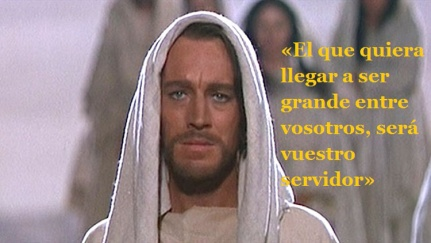 «El que quiera
llegar a ser
grande entre
vosotros, será
vuestro
servidor»